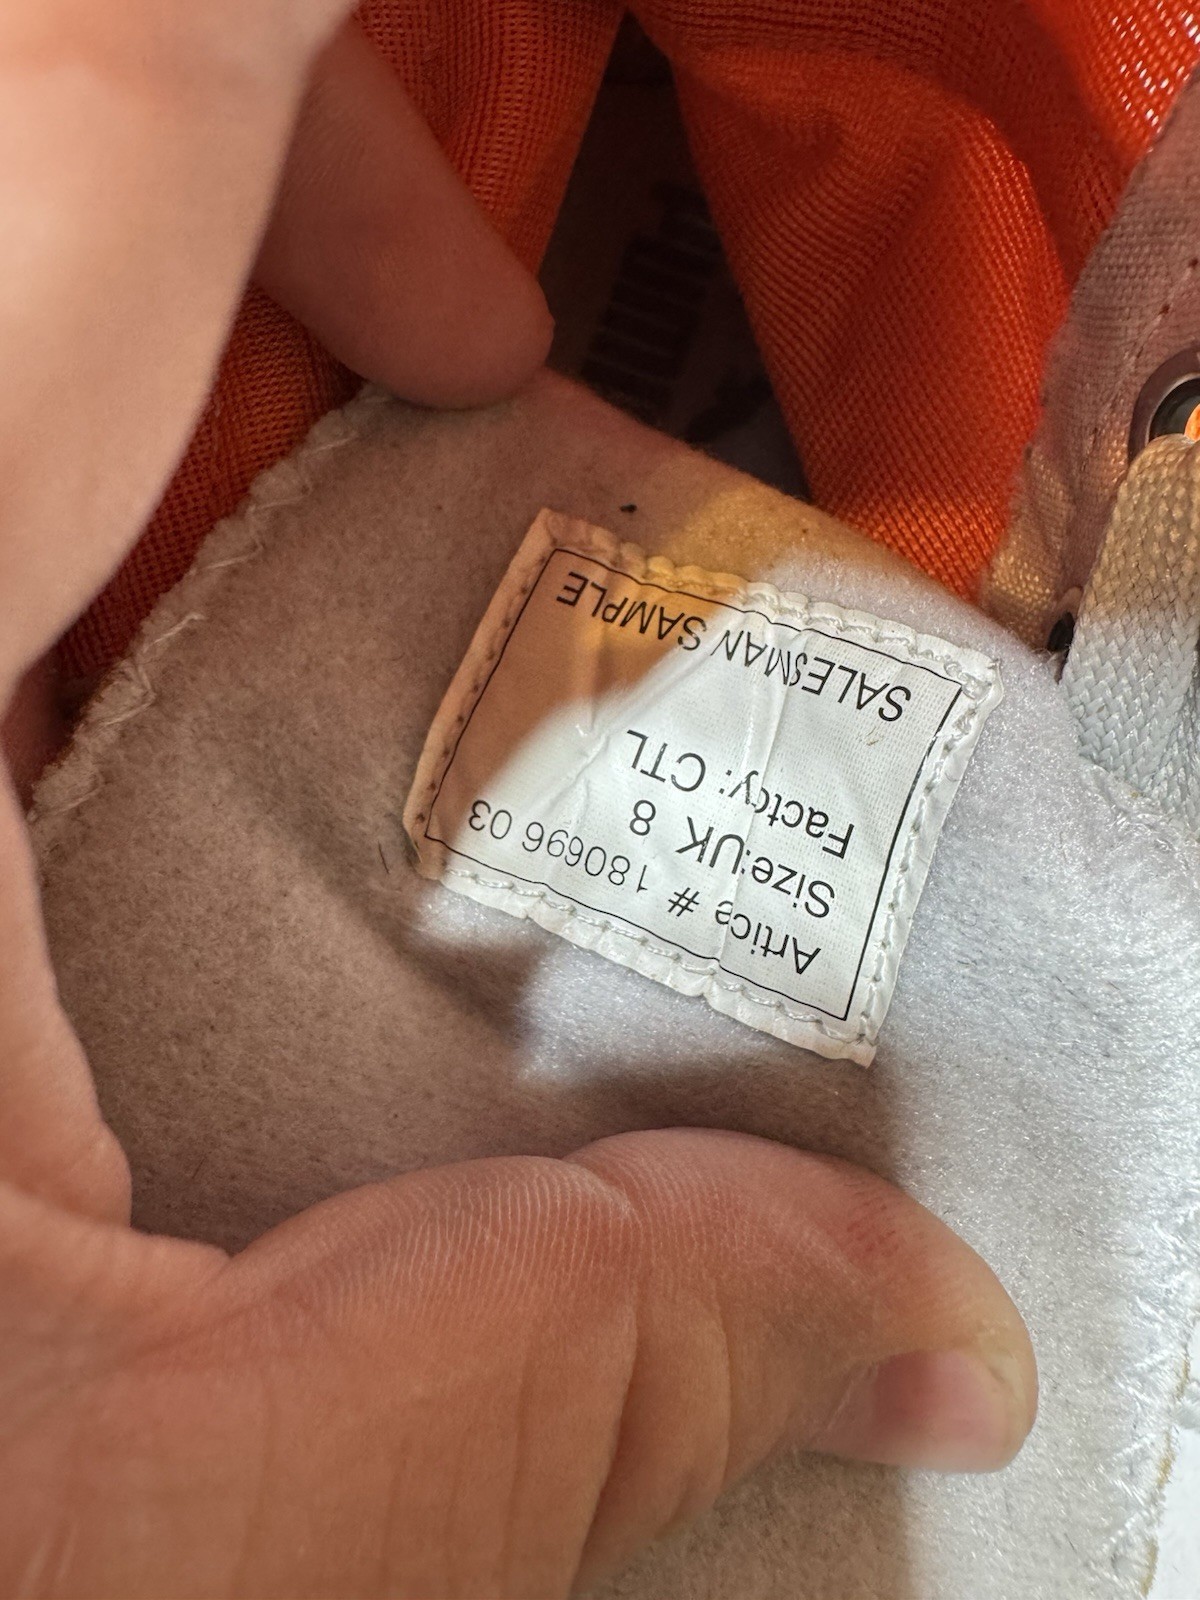 Artice # 180696 03
Size:UK 8
Factoy: CTL
SALESMAN SAMPLE